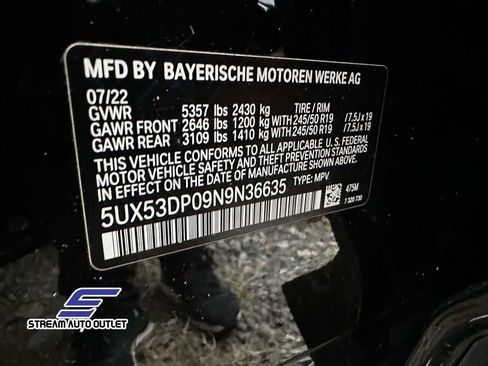 MFD BY BAYERISCHE MOTOREN WERKE AG
07/22
GVWR 5357 lbs 2430 kg TIRE / RIM
GAWR FRONT 2646 lbs 1200 kg WITH 245/50 R19 /7.5J x 19
GAWR REAR 3109 lbs 1410 kg WITH 245/50 R19 /7.5J x 19
THIS VEHICLE CONFORMS TO ALL APPLICABLE U.S. FEDERAL
MOTOR VEHICLE SAFETY AND THEFT PREVENTION STANDARDS
IN EFFECT ON THE DATE OF MANUFACTURE SHOWN ABOVE.
5UX53DP09N9N36635 TYPE: MPV
475M
7 320 730
STREAM AUTO OUTLET